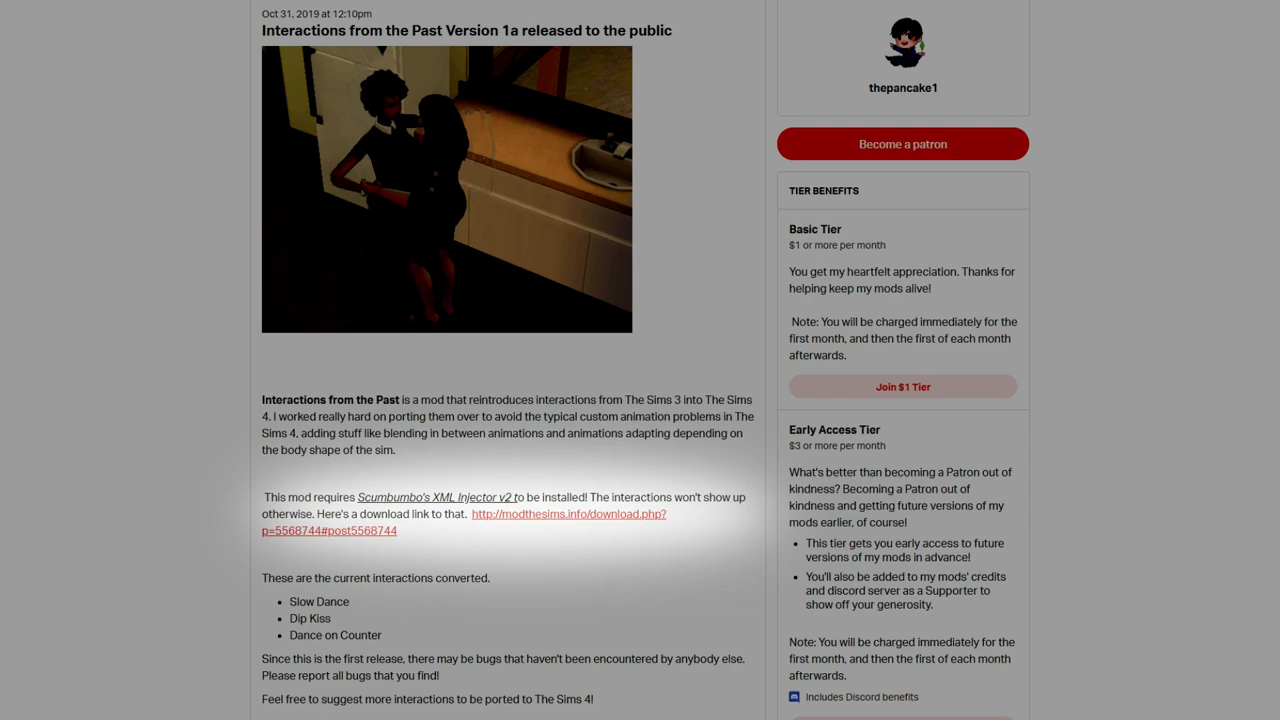 Oct 31, 2019 at 12:10pm
Interactions from the Past Version 1a released to the public
Interactions from the Past is a mod that reintroduces interactions from The Sims 3 into The Sims
4. I worked really hard on porting them over to avoid the typical custom animation problems in The
Sims 4, adding stuff like blending in between animations and animations adapting depending on
the body shape of the sim.
This mod requires Scumbumbo's XML Injector v2 to be installed! The interactions won't show up
otherwise. Here's a download link to that. http://modthesims.info/download.php?
p=5568744#post5568744
These are the current interactions converted.
• Slow Dance
• Dip Kiss
• Dance on Counter
Since this is the first release, there may be bugs that haven't been encountered by anybody else.
Please report all bugs that you find!
Feel free to suggest more interactions to be ported to The Sims 4!
thepancake1
Become a patron
TIER BENEFITS
Basic Tier
$1 or more per month
You get my heartfelt appreciation. Thanks for
helping keep my mods alive!
Note: You will be charged immediately for the
first month, and then the first of each month
afterwards.
Join $1 Tier
Early Access Tier
$3 or more per month
What's better than becoming a Patron out of
kindness? Becoming a Patron out of
kindness and getting future versions of my
mods earlier, of course!
• This tier gets you early access to future
versions of my mods in advance!
• You'll also be added to my mods' credits
and discord server as a Supporter to
show off your generosity.
Note: You will be charged immediately for the
first month, and then the first of each month
afterwards.
Includes Discord benefits